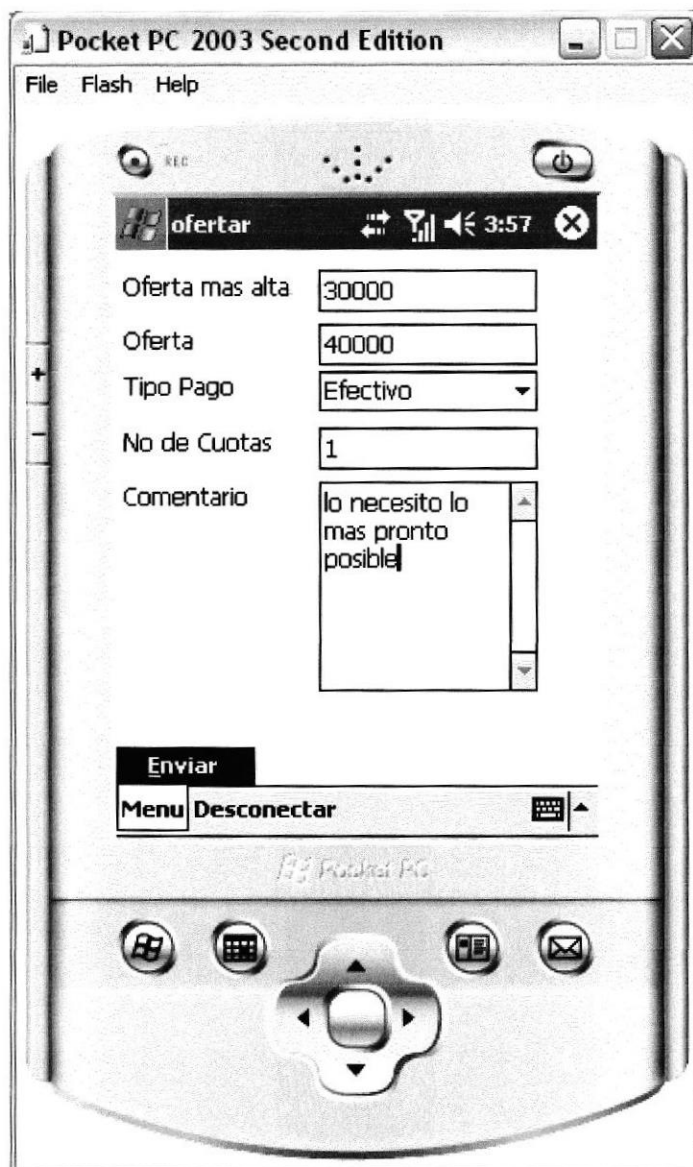 Pocket PC 2003 Second Edition
File Flash Help
REC
ofertar 3:57
Oferta mas alta 30000
Oferta 40000
Tipo Pago Efectivo
No de Cuotas 1
Comentario lo necesito lo
mas pronto
posible
Enviar
Menu Desconectar
Pocket PC
+
-